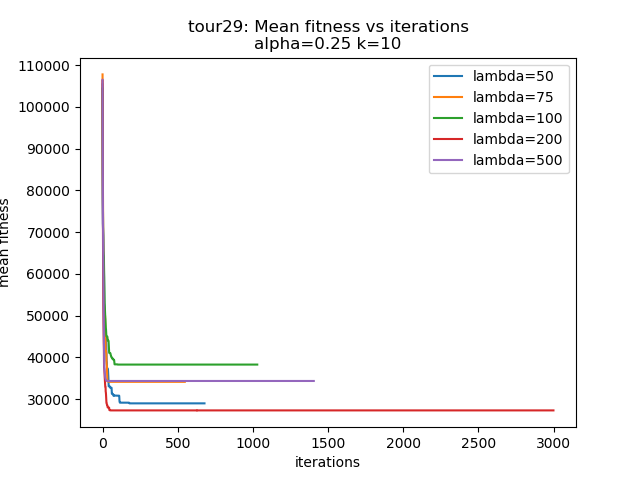 tour29: Mean fitness vs iterations
alpha=0.25 k=10
110000
100000
90000
80000
70000
60000
50000
40000
30000
mean fitness
lambda=50
lambda=75
lambda=100
lambda=200
lambda=500
0
500
1000
1500
2000
2500
3000
iterations